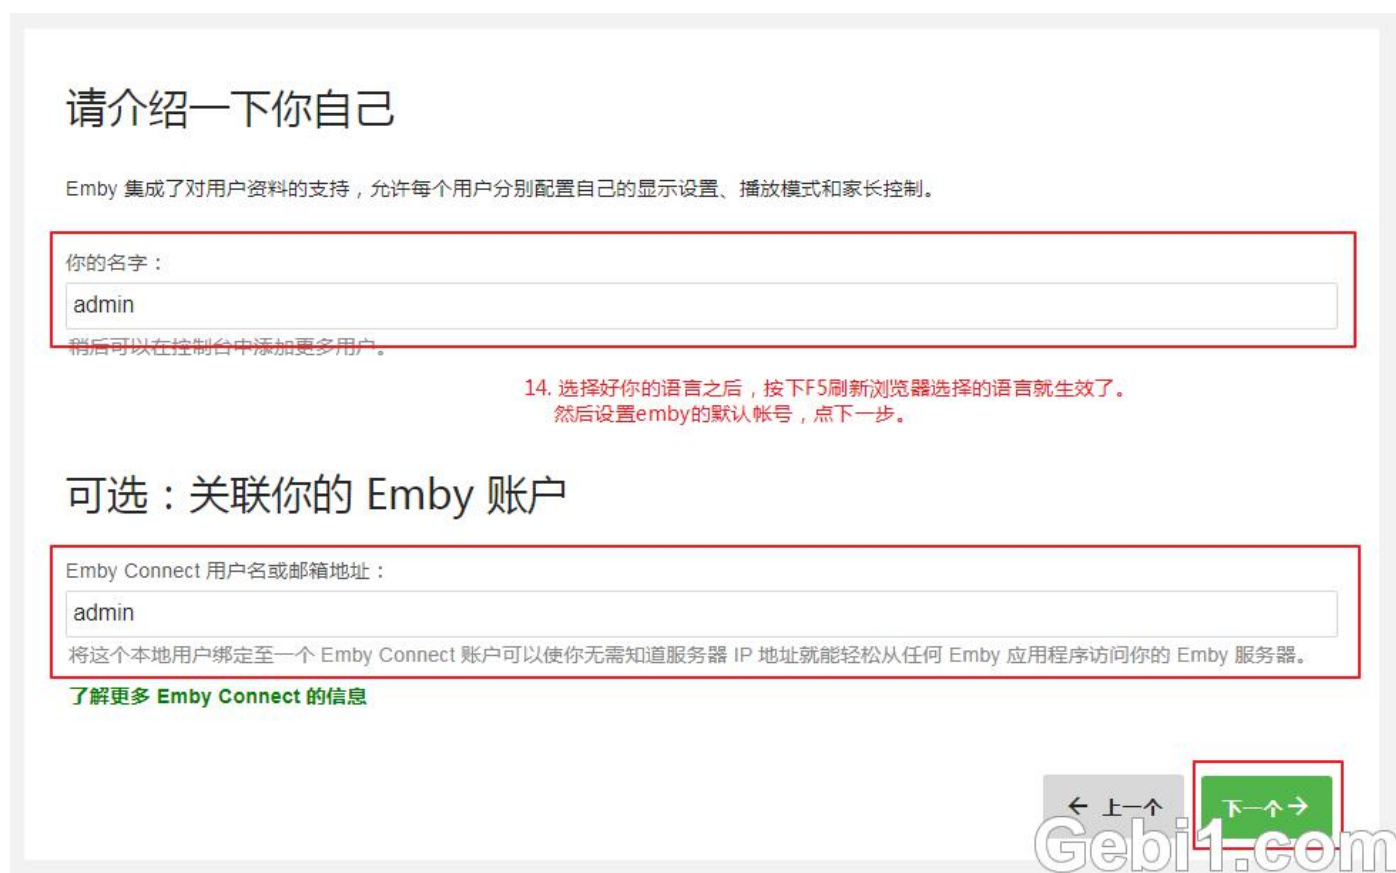 请介绍一下你自己
Emby 集成了对用户资料的支持，允许每个用户分别配置自己的显示设置、播放模式和家长控制。
你的名字：
admin
稍后可以在控制台中添加更多用户。
14. 选择好你的语言之后，按下F5刷新浏览器选择的语言就生效了。
然后设置emby的默认帐号，点下一步。
可选：关联你的 Emby 账户
Emby Connect 用户名或邮箱地址：
admin
将这个本地用户绑定至一个 Emby Connect 账户可以使你无需知道服务器 IP 地址就能轻松从任何 Emby 应用程序访问你的 Emby 服务器。
了解更多 Emby Connect 的信息
← 上一个
下一个→
Gebi1.com